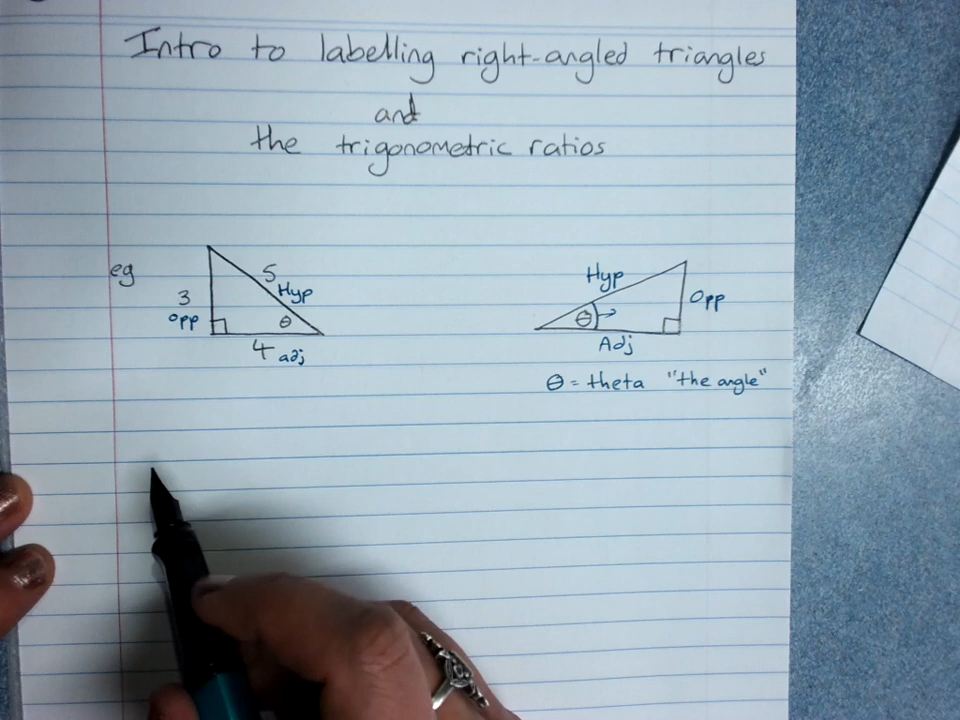 Intro to labelling right-angled triangles
and
the trigonometric ratios
eg
5
Hyp
3
opp
θ
4 adj
Hyp
Opp
θ
Adj
θ = theta "the angle"